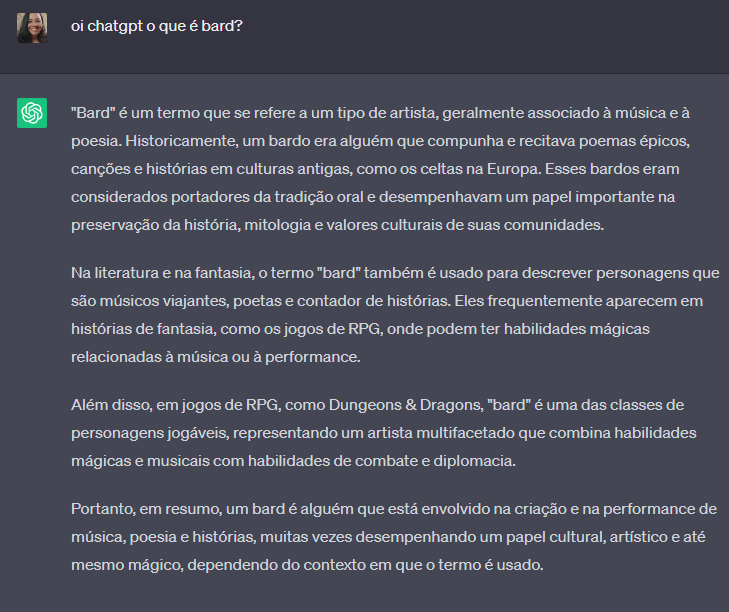 oi chatgpt o que é bard?
"Bard" é um termo que se refere a um tipo de artista, geralmente associado à música e à
poesia. Historicamente, um bardo era alguém que compunha e recitava poemas épicos,
canções e histórias em culturas antigas, como os celtas na Europa. Esses bardos eram
considerados portadores da tradição oral e desempenhavam um papel importante na
preservação da história, mitologia e valores culturais de suas comunidades.
Na literatura e na fantasia, o termo "bard" também é usado para descrever personagens que
são músicos viajantes, poetas e contador de histórias. Eles frequentemente aparecem em
histórias de fantasia, como os jogos de RPG, onde podem ter habilidades mágicas
relacionadas à música ou à performance.
Além disso, em jogos de RPG, como Dungeons & Dragons, "bard" é uma das classes de
personagens jogáveis, representando um artista multifacetado que combina habilidades
mágicas e musicais com habilidades de combate e diplomacia.
Portanto, em resumo, um bard é alguém que está envolvido na criação e na performance de
música, poesia e histórias, muitas vezes desempenhando um papel cultural, artístico e até
mesmo mágico, dependendo do contexto em que o termo é usado.